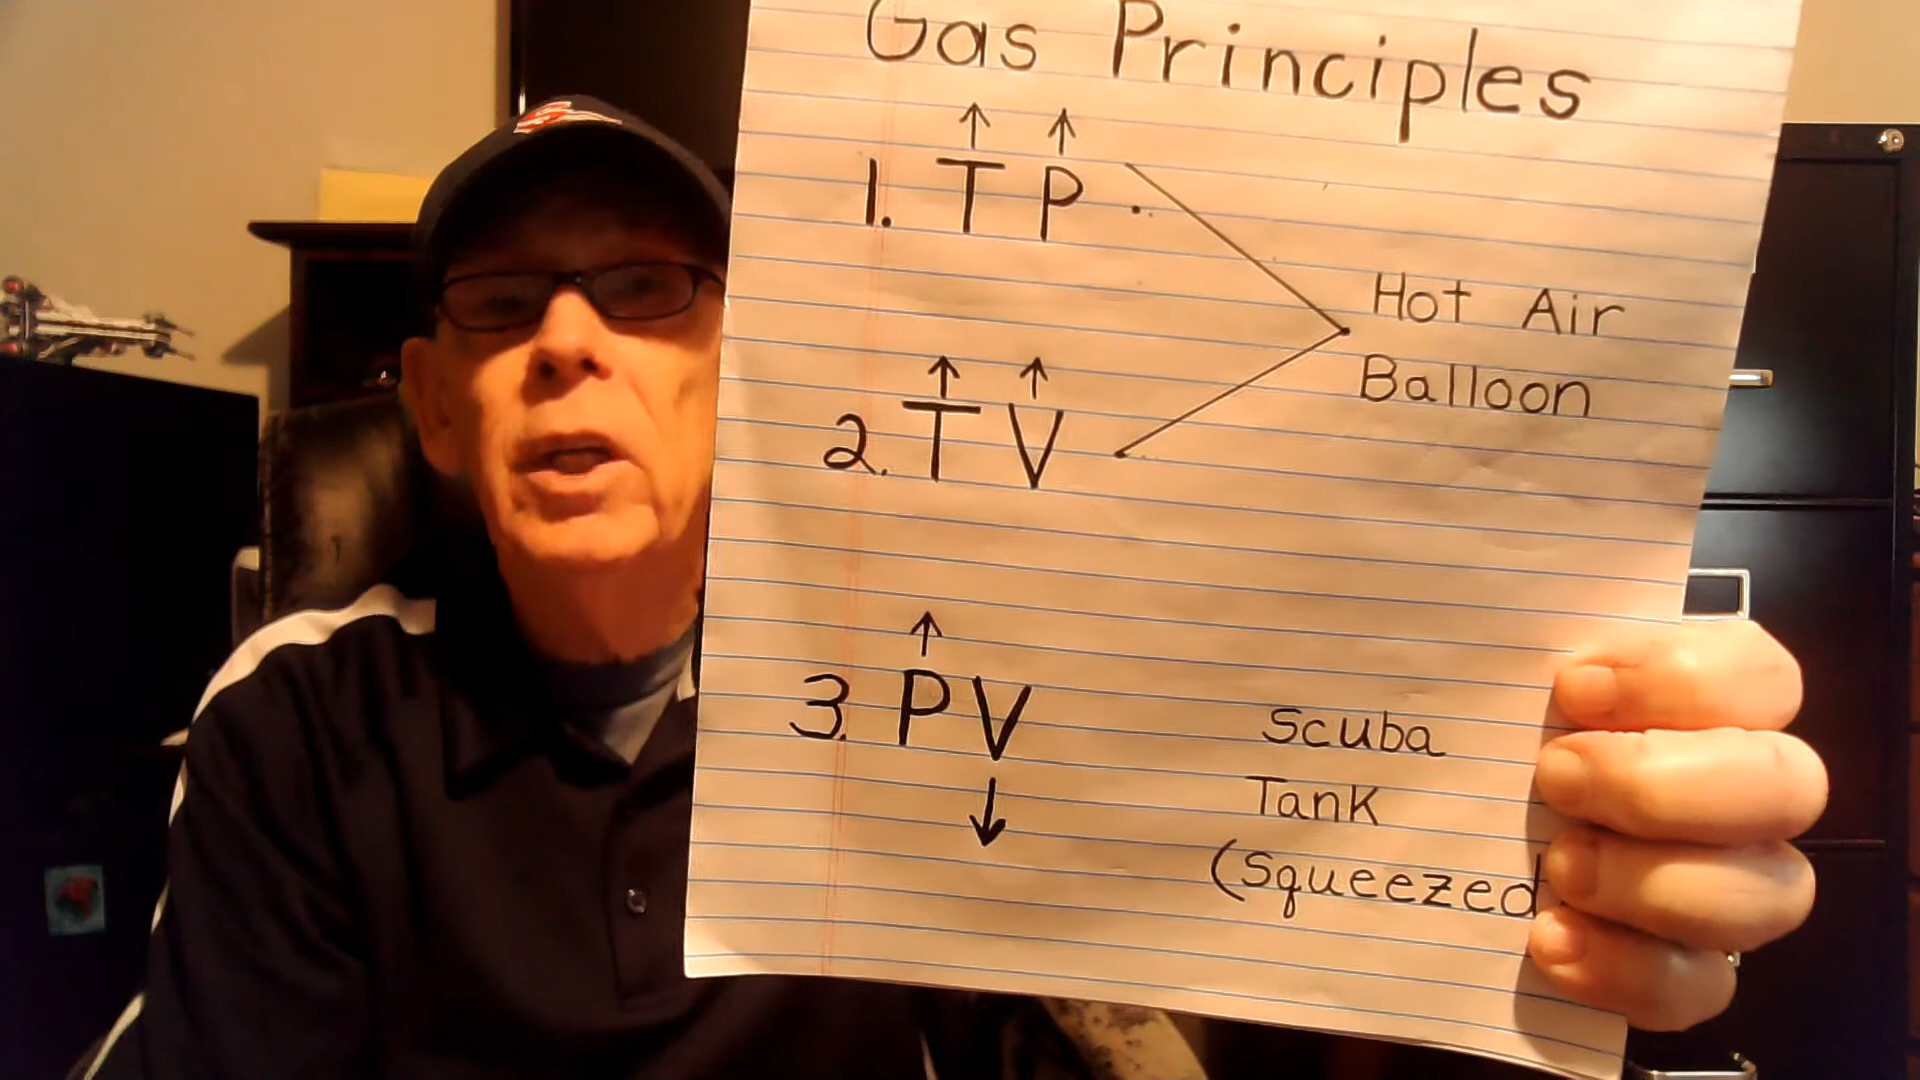 Gas Principles
↑ ↑
1. T P
Hot Air
Balloon
↑ ↑
2. T V
↑
3. P V
↓
Scuba
Tank
(Squeezed